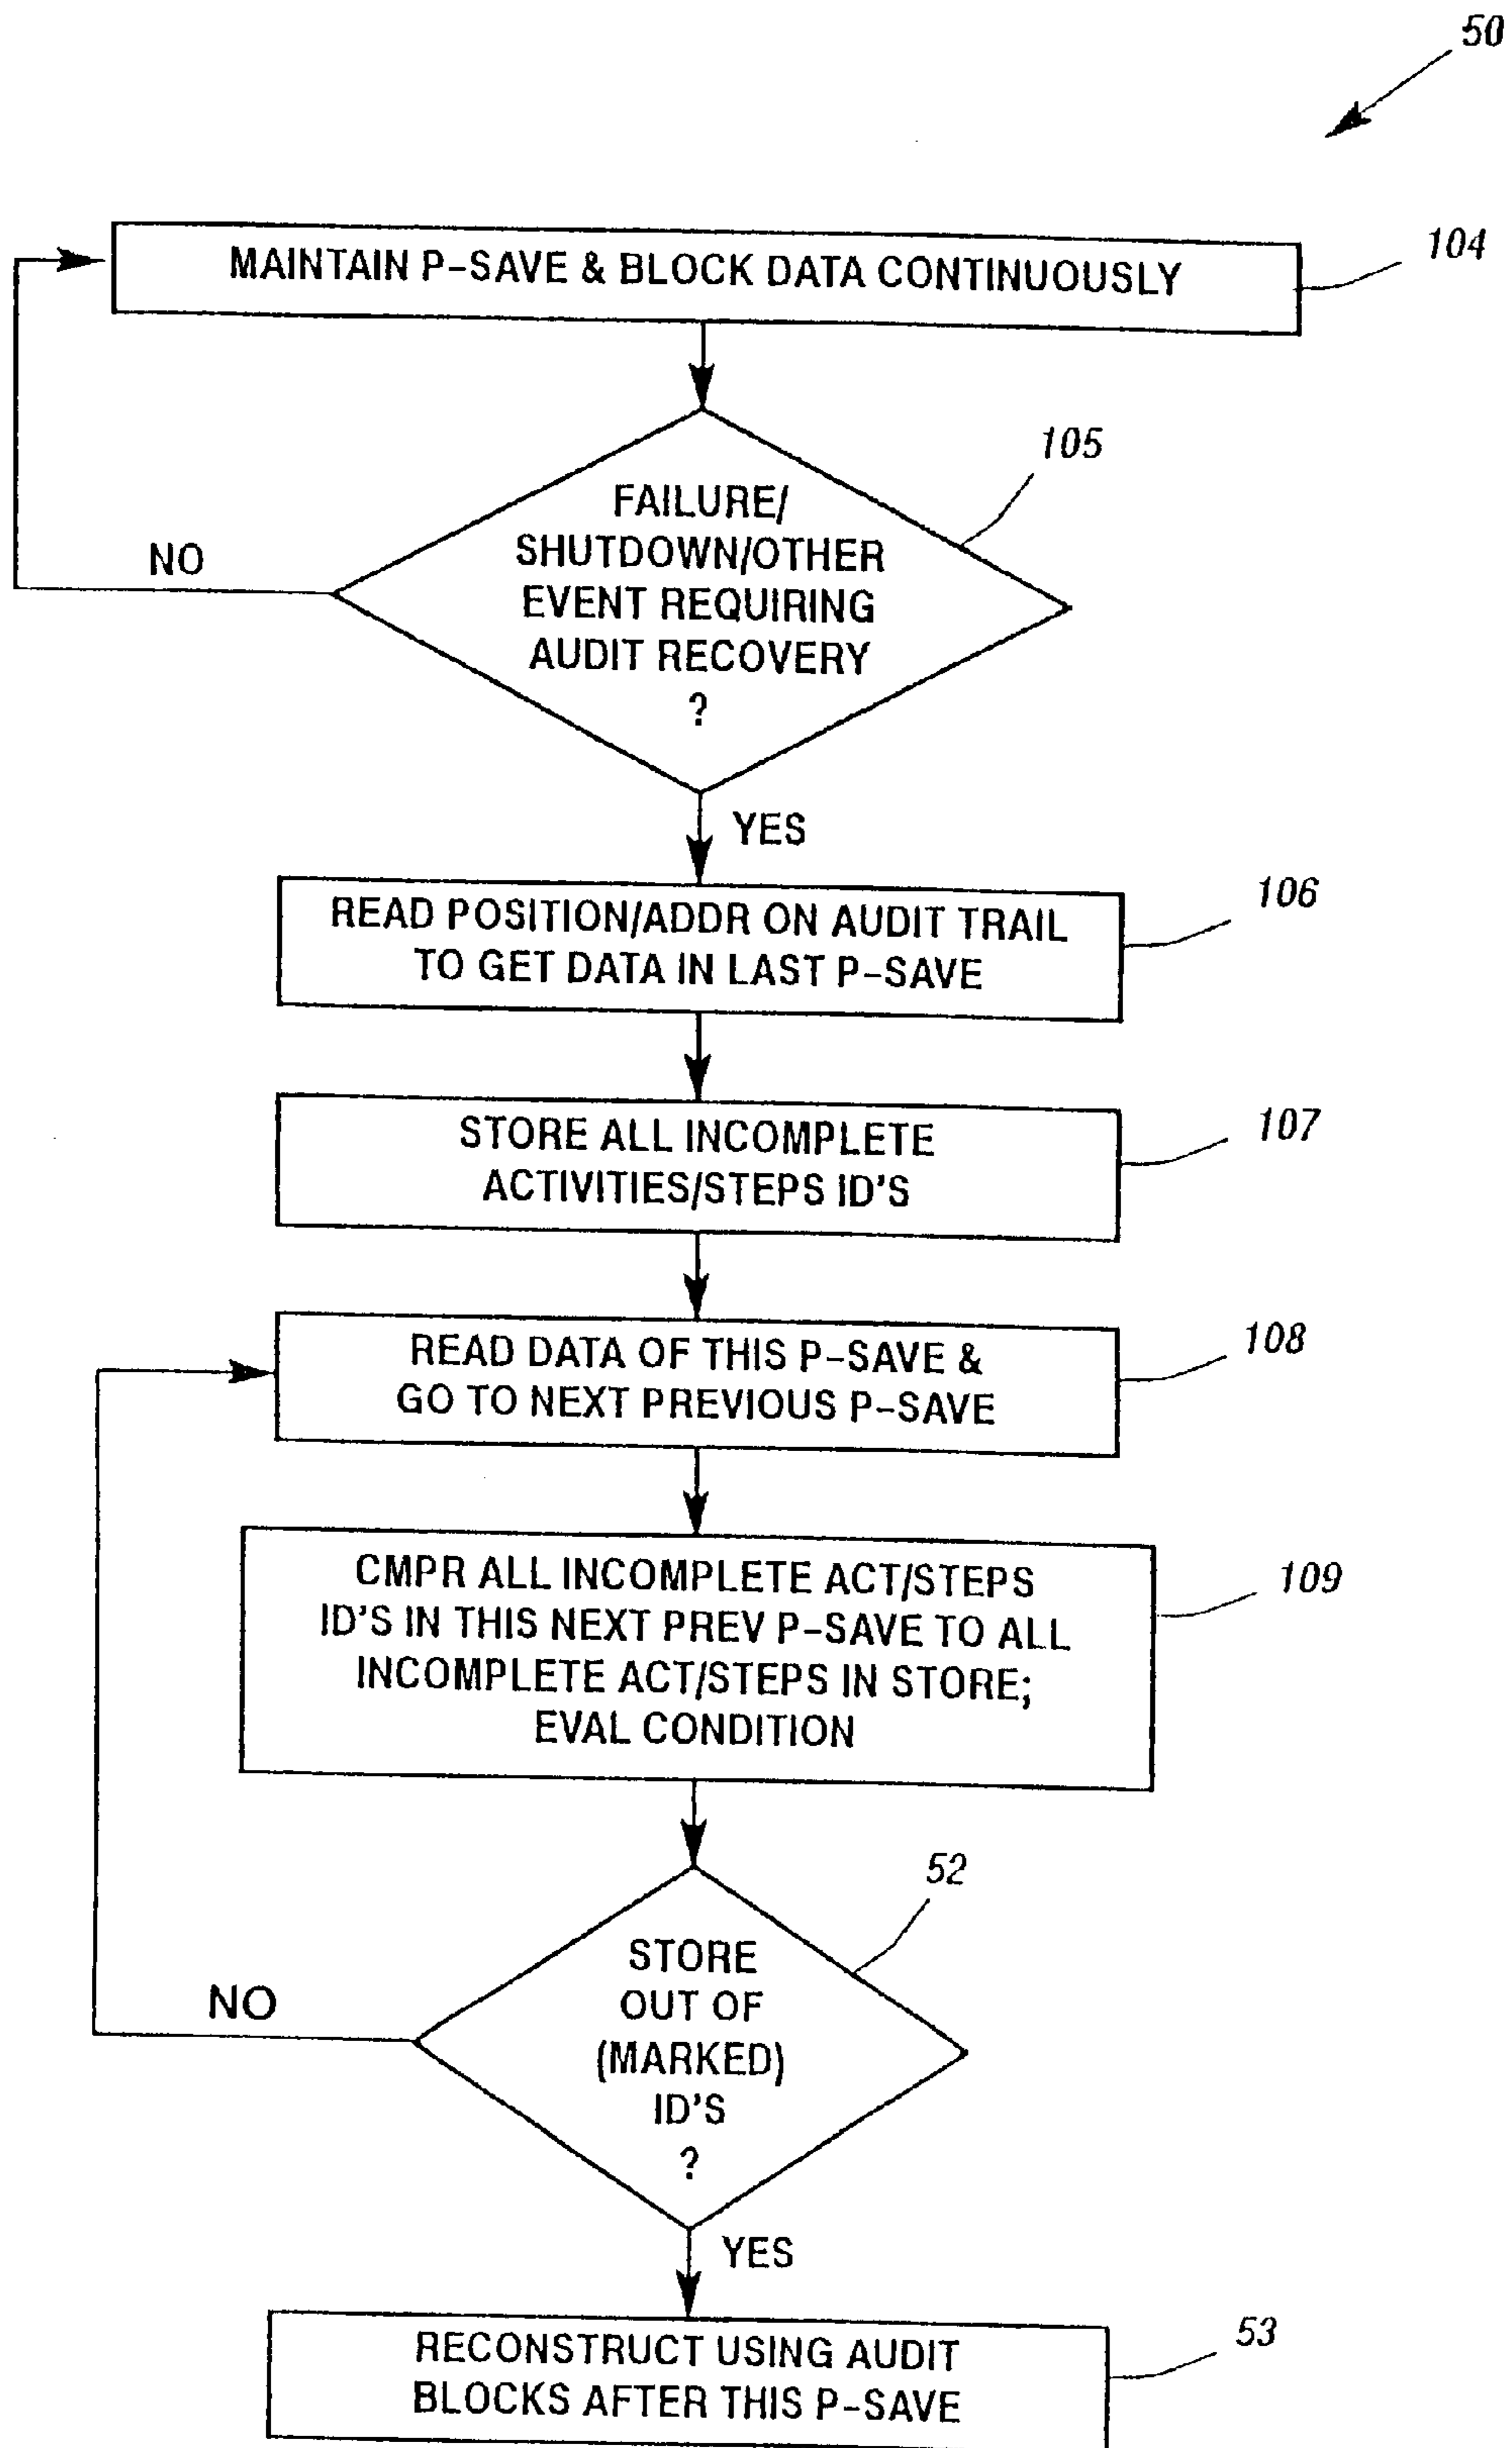 50
MAINTAIN P-SAVE & BLOCK DATA CONTINUOUSLY
104
FAILURE/
SHUTDOWN/OTHER
EVENT REQUIRING
AUDIT RECOVERY
?
105
NO
YES
READ POSITION/ADDR ON AUDIT TRAIL
TO GET DATA IN LAST P-SAVE
106
STORE ALL INCOMPLETE
ACTIVITIES/STEPS ID'S
107
READ DATA OF THIS P-SAVE &
GO TO NEXT PREVIOUS P-SAVE
108
CMPR ALL INCOMPLETE ACT/STEPS
ID'S IN THIS NEXT PREV P-SAVE TO ALL
INCOMPLETE ACT/STEPS IN STORE;
EVAL CONDITION
109
STORE
OUT OF
(MARKED)
ID'S
?
52
NO
YES
RECONSTRUCT USING AUDIT
BLOCKS AFTER THIS P-SAVE
53